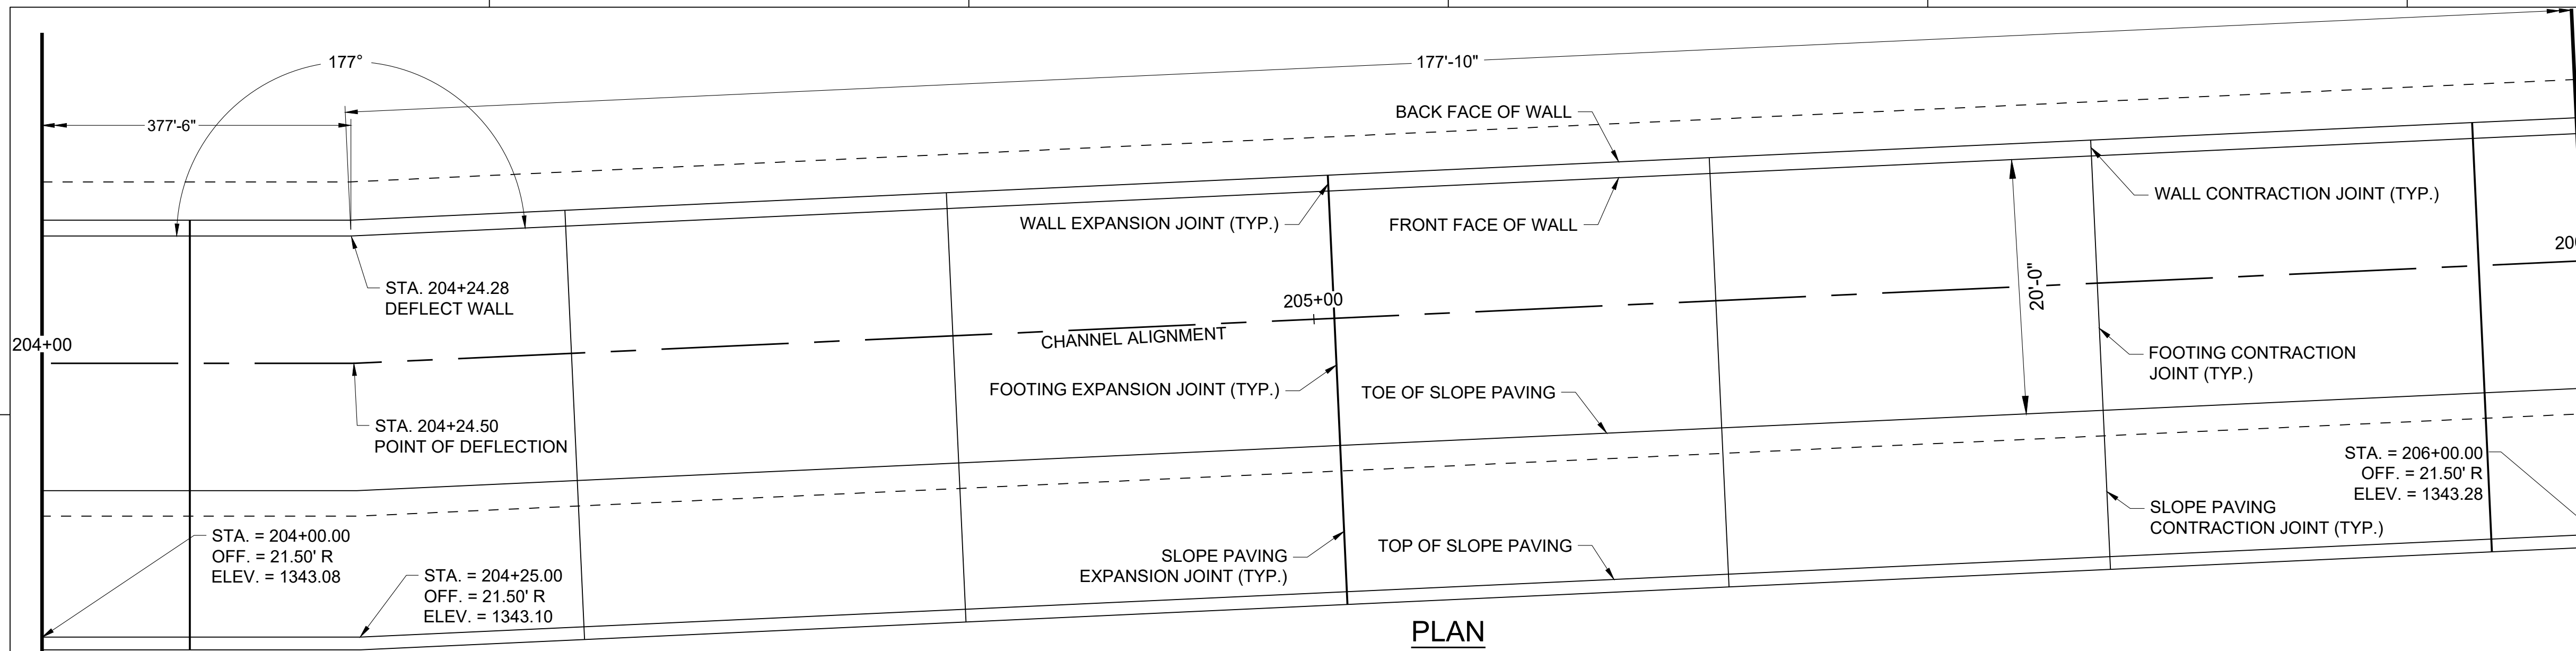 177°
177'-10"
377'-6"
BACK FACE OF WALL
WALL EXPANSION JOINT (TYP.)
FRONT FACE OF WALL
WALL CONTRACTION JOINT (TYP.)
STA. 204+24.28
DEFLECT WALL
204+00
205+00
20'-0"
CHANNEL ALIGNMENT
FOOTING EXPANSION JOINT (TYP.)
TOE OF SLOPE PAVING
FOOTING CONTRACTION
JOINT (TYP.)
STA. 204+24.50
POINT OF DEFLECTION
STA. = 206+00.00
OFF. = 21.50' R
ELEV. = 1343.28
STA. = 204+00.00
OFF. = 21.50' R
ELEV. = 1343.08
STA. = 204+25.00
OFF. = 21.50' R
ELEV. = 1343.10
SLOPE PAVING
EXPANSION JOINT (TYP.)
TOP OF SLOPE PAVING
SLOPE PAVING
CONTRACTION JOINT (TYP.)
PLAN